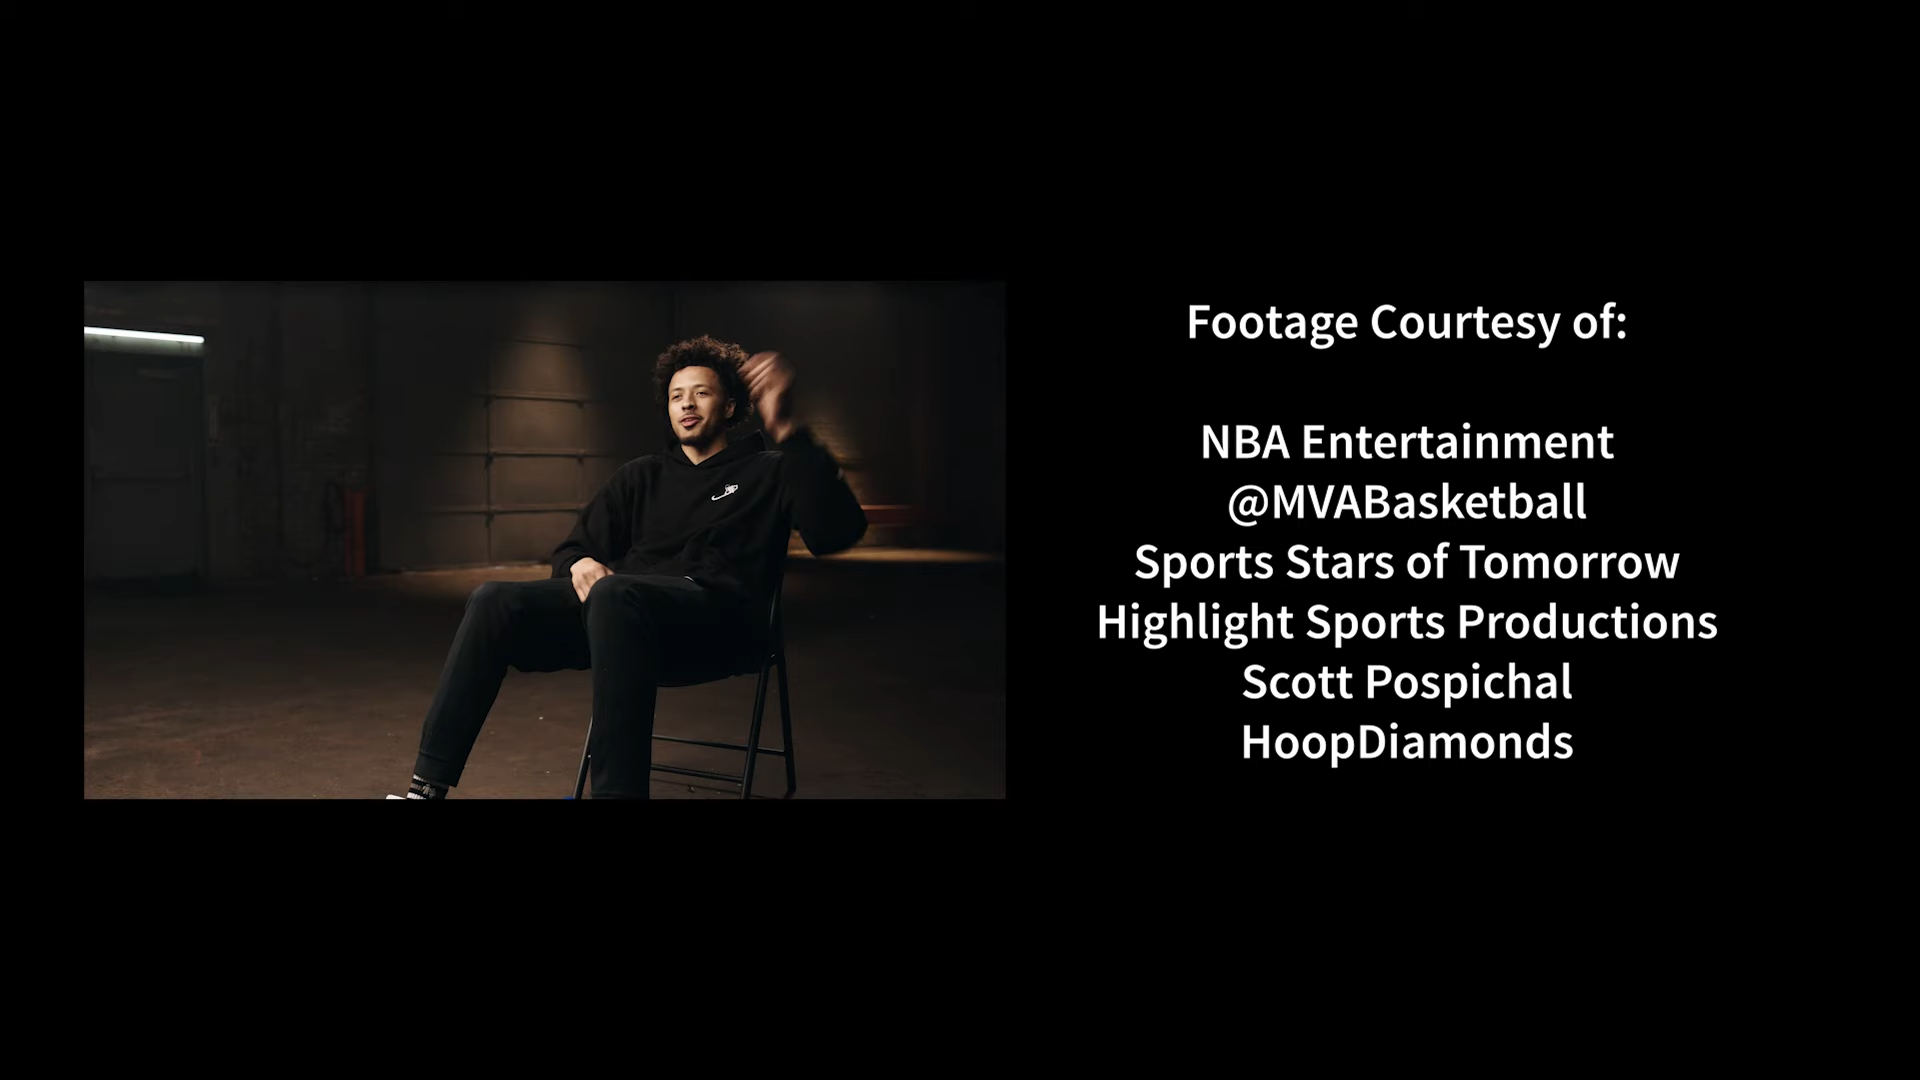 Footage Courtesy of:
NBA Entertainment
@MVABasketball
Sports Stars of Tomorrow
Highlight Sports Productions
Scott Pospichal
HoopDiamonds